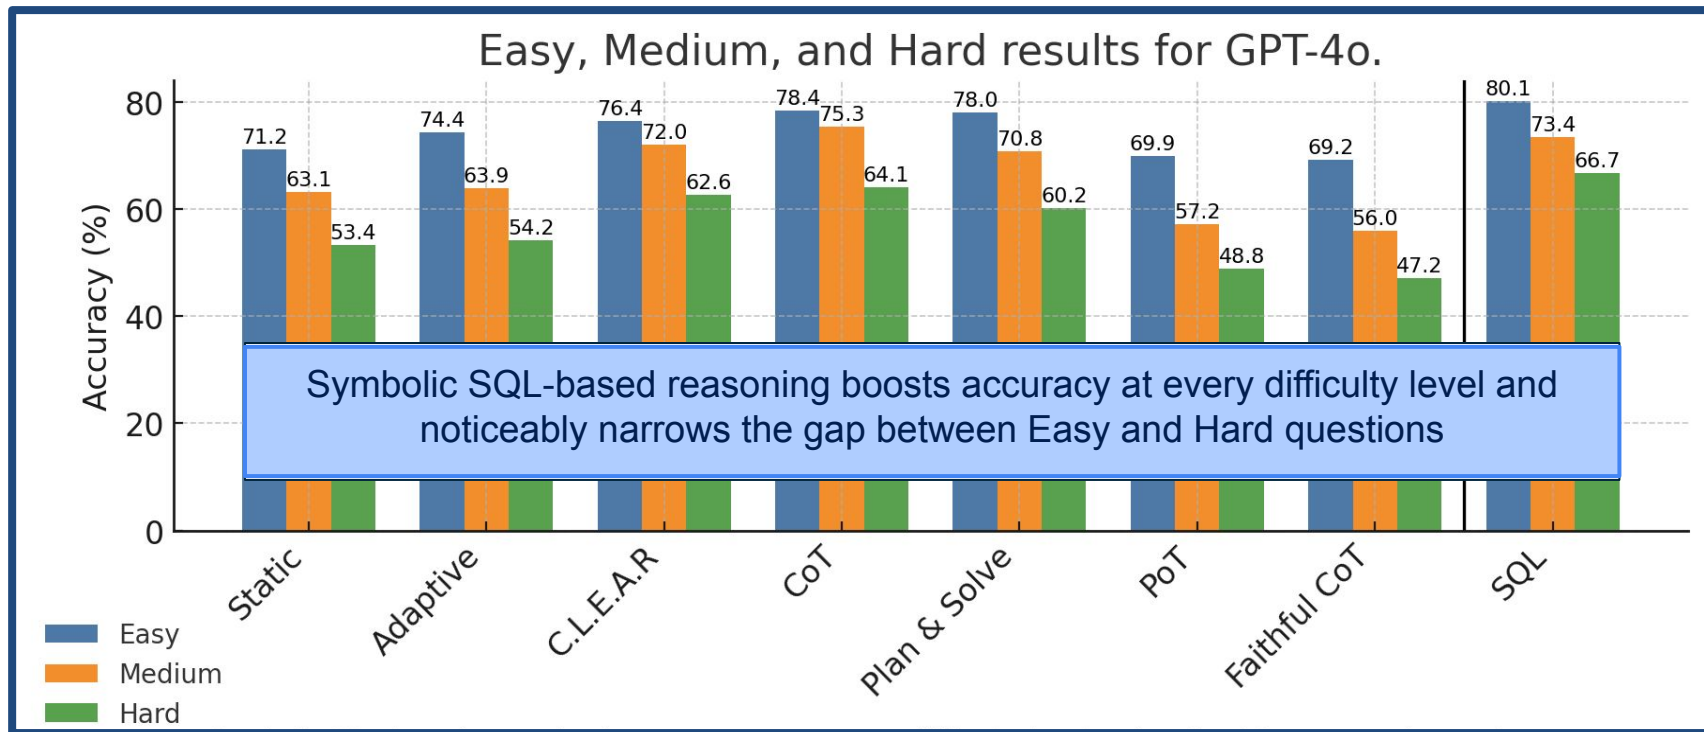 Easy, Medium, and Hard results for GPT-4o.
Accuracy (%)
80
60
40
20
0
71.2
63.1
53.4
74.4
63.9
54.2
76.4
72.0
62.6
78.4
75.3
64.1
78.0
70.8
60.2
69.9
57.2
48.8
69.2
56.0
47.2
80.1
73.4
66.7
Symbolic SQL-based reasoning boosts accuracy at every difficulty level and
noticeably narrows the gap between Easy and Hard questions
Static
Adaptive
C.L.E.A.R
CoT
Plan & Solve
PoT
Faithful CoT
SQL
Easy
Medium
Hard